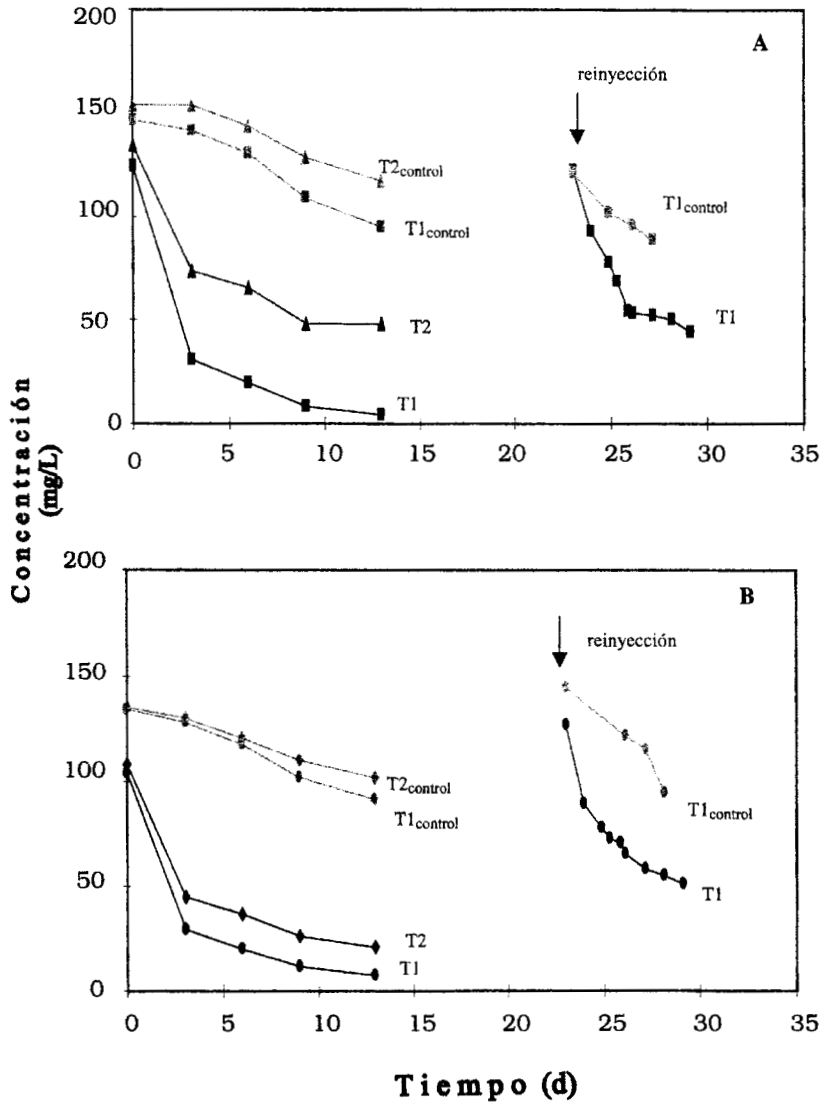 Concentración
(mg/L)
200
150
100
50
0
A
reinyección
T2control
T1control
T2
T1
T1control
T1
0 5 10 15 20 25 30 35
200
150
100
50
0
B
reinyección
T2control
T1control
T2
T1
T1control
T1
0 5 10 15 20 25 30 35
Tiempo (d)